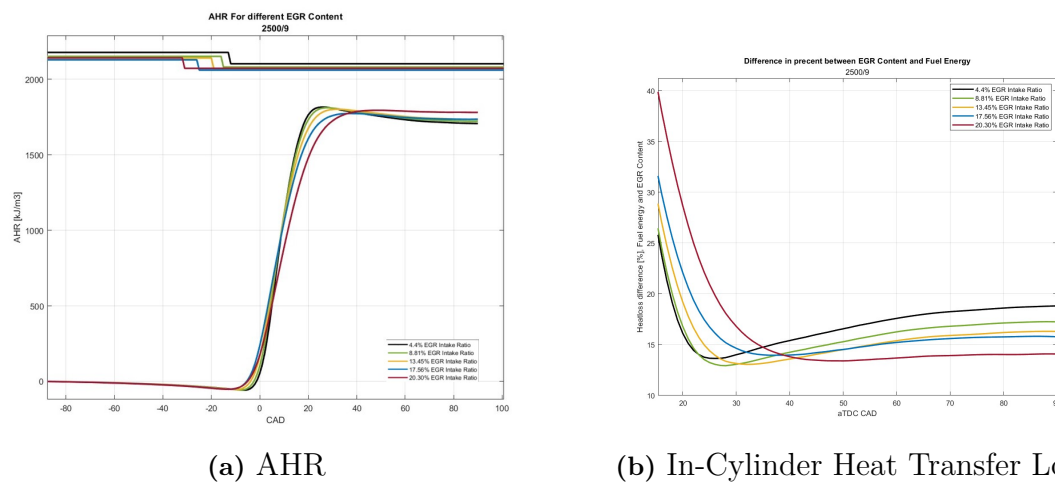 AHR For different EGR Content
2500/9
AHR [kJ/m3]
2000
1500
1000
500
0
-80
-60
-40
-20
0
20
40
60
80
100
CAD
4.4% EGR Intake Ratio
8.81% EGR Intake Ratio
13.45% EGR Intake Ratio
17.56% EGR Intake Ratio
20.30% EGR Intake Ratio
(a) AHR
Difference in precent between EGR Content and Fuel Energy
2500/9
Heatloss difference [%], Fuel energy and EGR Content
40
35
30
25
20
15
10
20
30
40
50
60
70
80
aTDC CAD
4.4% EGR Intake Ratio
8.81% EGR Intake Ratio
13.45% EGR Intake Ratio
17.56% EGR Intake Ratio
20.30% EGR Intake Ratio
(b) In-Cylinder Heat Transfer